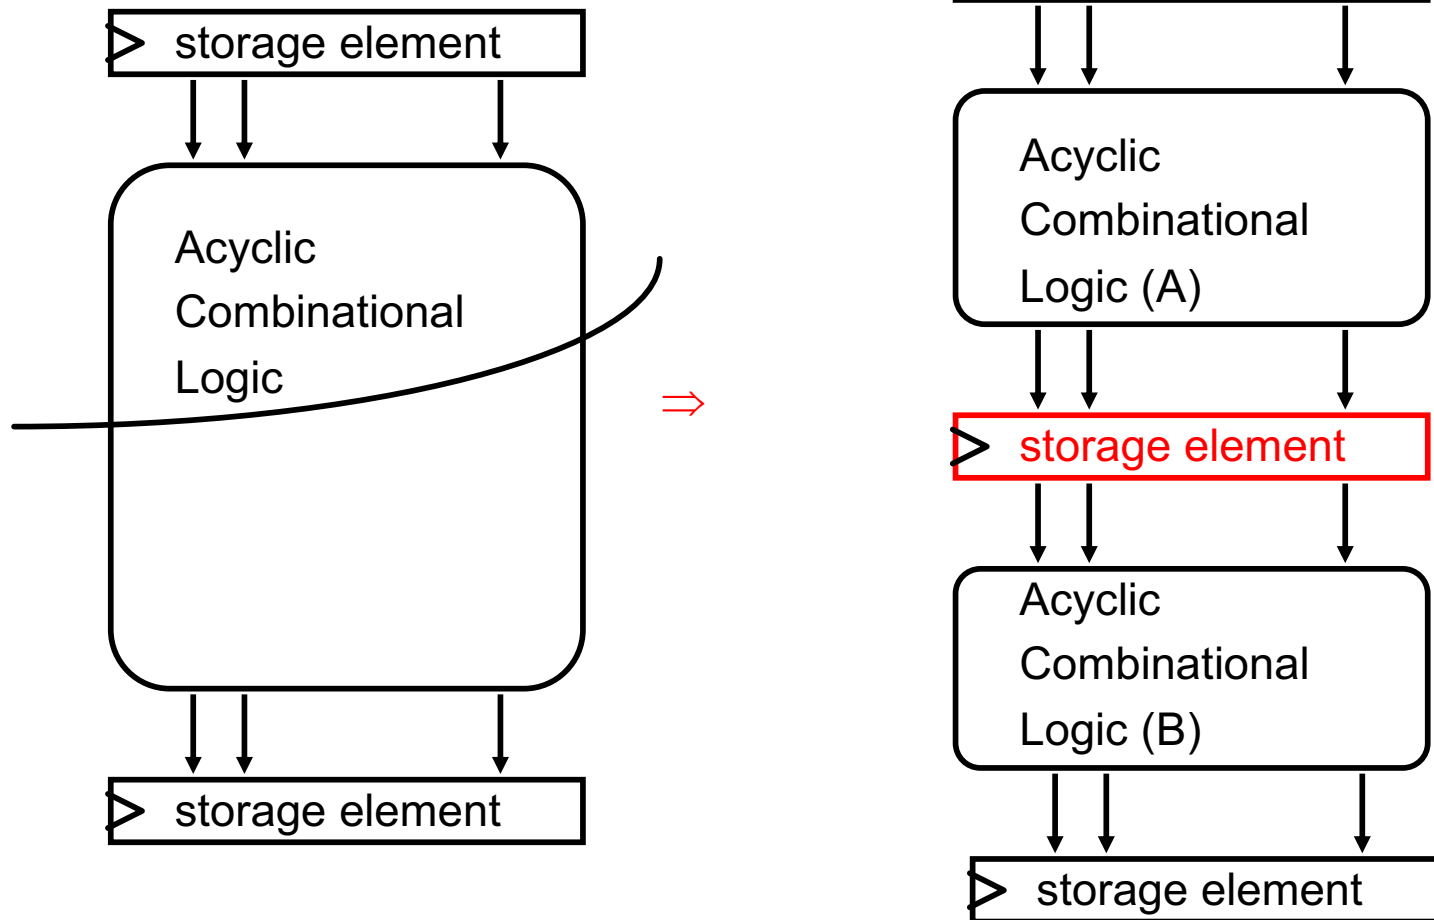 storage element
Acyclic
Combinational
Logic
storage element
⇒
Acyclic
Combinational
Logic (A)
storage element
Acyclic
Combinational
Logic (B)
storage element